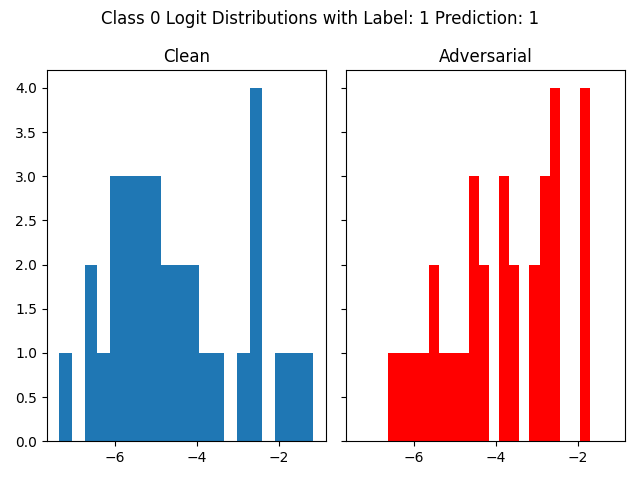 Class 0 Logit Distributions with Label: 1 Prediction: 1
Clean
Adversarial
4.0
3.5
3.0
2.5
2.0
1.5
1.0
0.5
0.0
−6 −4 −2
−6 −4 −2